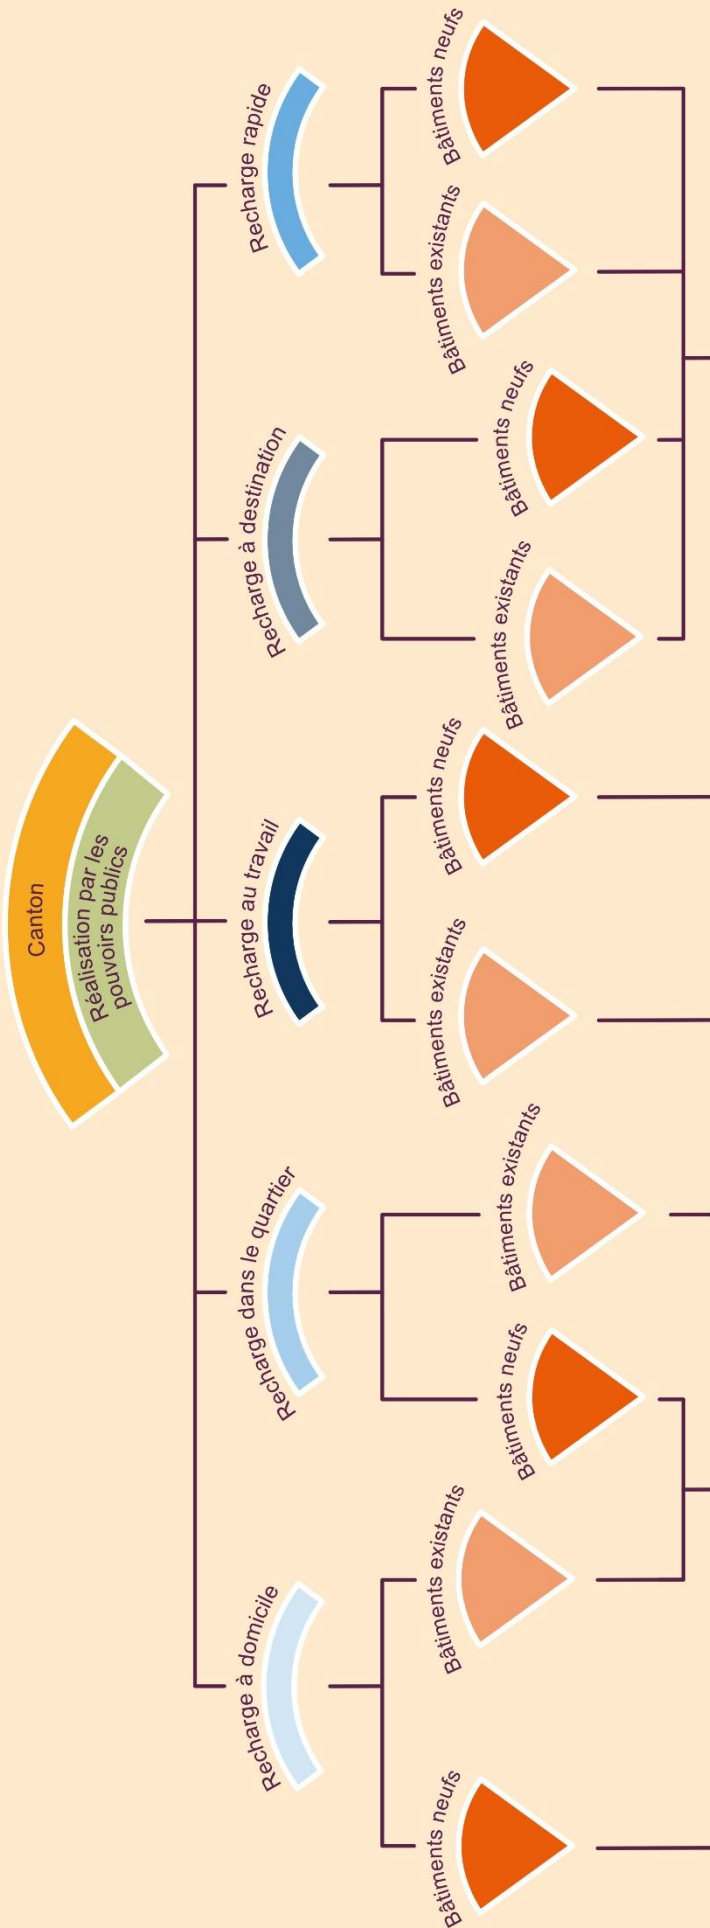 Canton
Réalisation par les
pouvoirs publics
Recharge à domicile
Recharge dans le quartier
Recharge au travail
Recharge à destination
Recharge rapide
Bâtiments neufs
Bâtiments existants
Bâtiments neufs
Bâtiments existants
Bâtiments existants
Bâtiments neufs
Bâtiments existants
Bâtiments neufs
Bâtiments existants
Bâtiments neufs